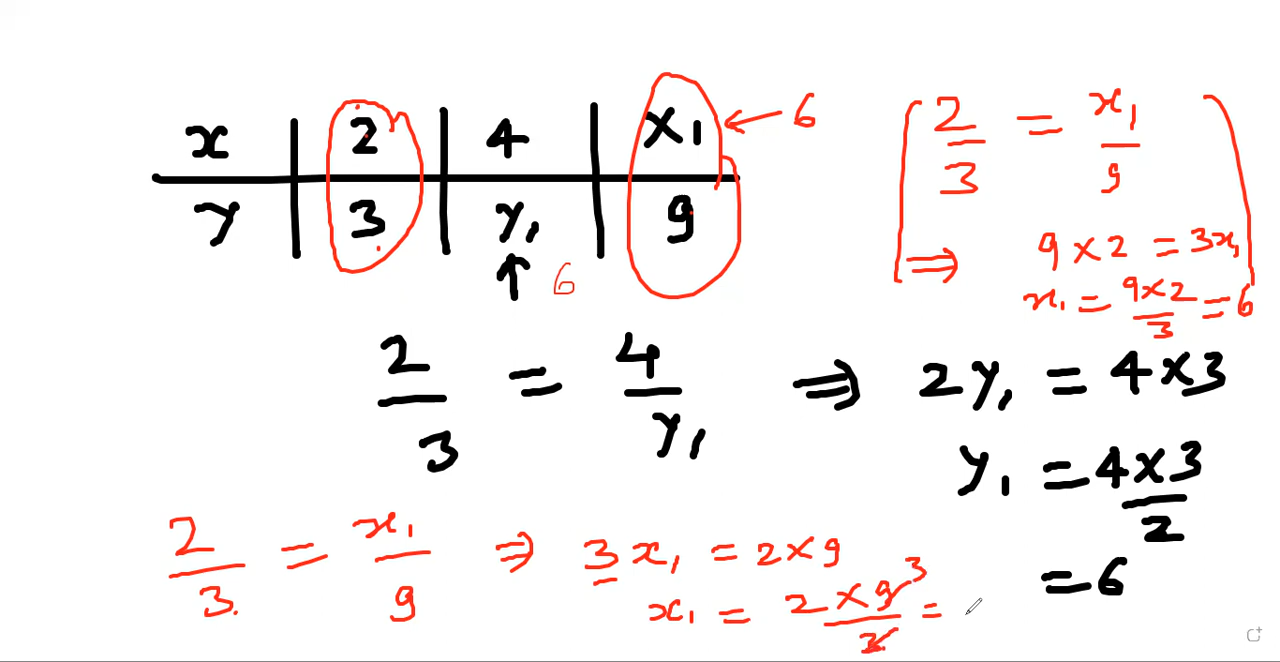 x | 2 | 4 | x₁ ← 6
y | 3 | y₁ | 9
↑ 6
2/3 = x₁/9
⇒ 9 × 2 = 3x₁
x₁ = 9×2/3 = 6
2/3 = 4/y₁ ⇒ 2y₁ = 4×3
y₁ = 4×3/2
= 6
2/3 = x₁/9 ⇒ 3x₁ = 2×9
x₁ = 2×9³/3 =